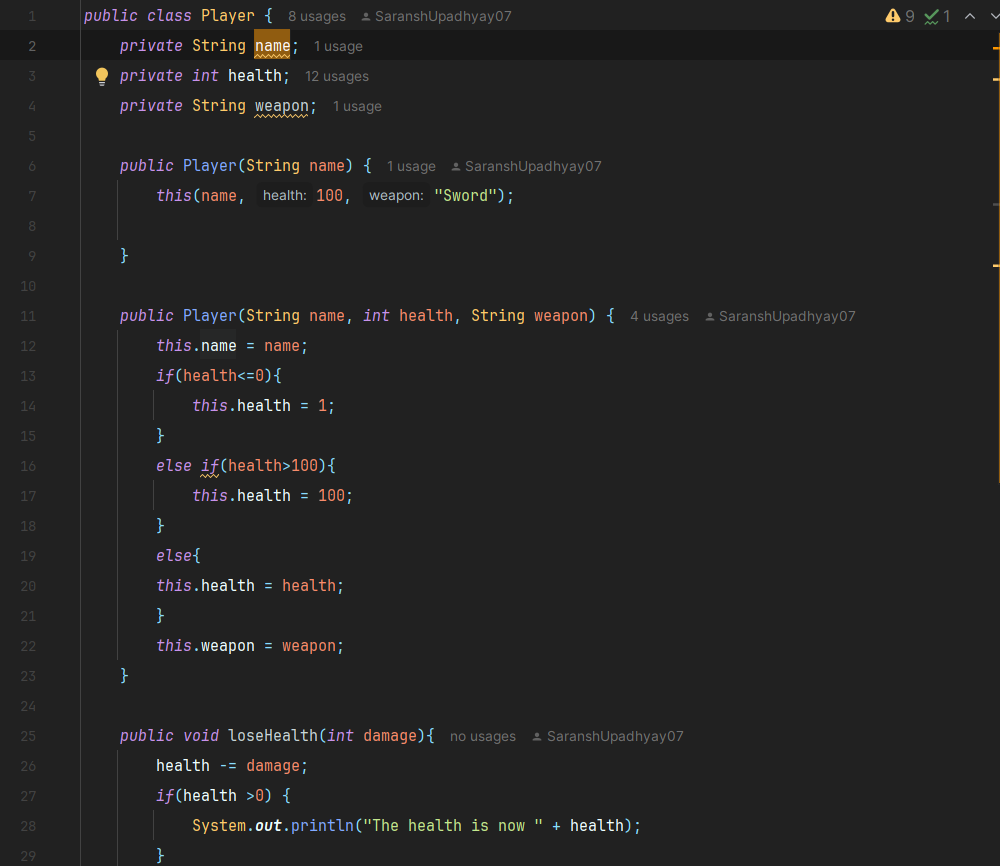 1 public class Player { 8 usages SaranshUpadhyay07 9 1
2 private String name; 1 usage
3 private int health; 12 usages
4 private String weapon; 1 usage
5
6 public Player(String name) { 1 usage SaranshUpadhyay07
7 this(name, health: 100, weapon: "Sword");
8
9 }
10
11 public Player(String name, int health, String weapon) { 4 usages SaranshUpadhyay07
12 this.name = name;
13 if(health<=0){
14 this.health = 1;
15 }
16 else if(health>100){
17 this.health = 100;
18 }
19 else{
20 this.health = health;
21 }
22 this.weapon = weapon;
23 }
24
25 public void loseHealth(int damage){ no usages SaranshUpadhyay07
26 health -= damage;
27 if(health >0) {
28 System.out.println("The health is now " + health);
29 }